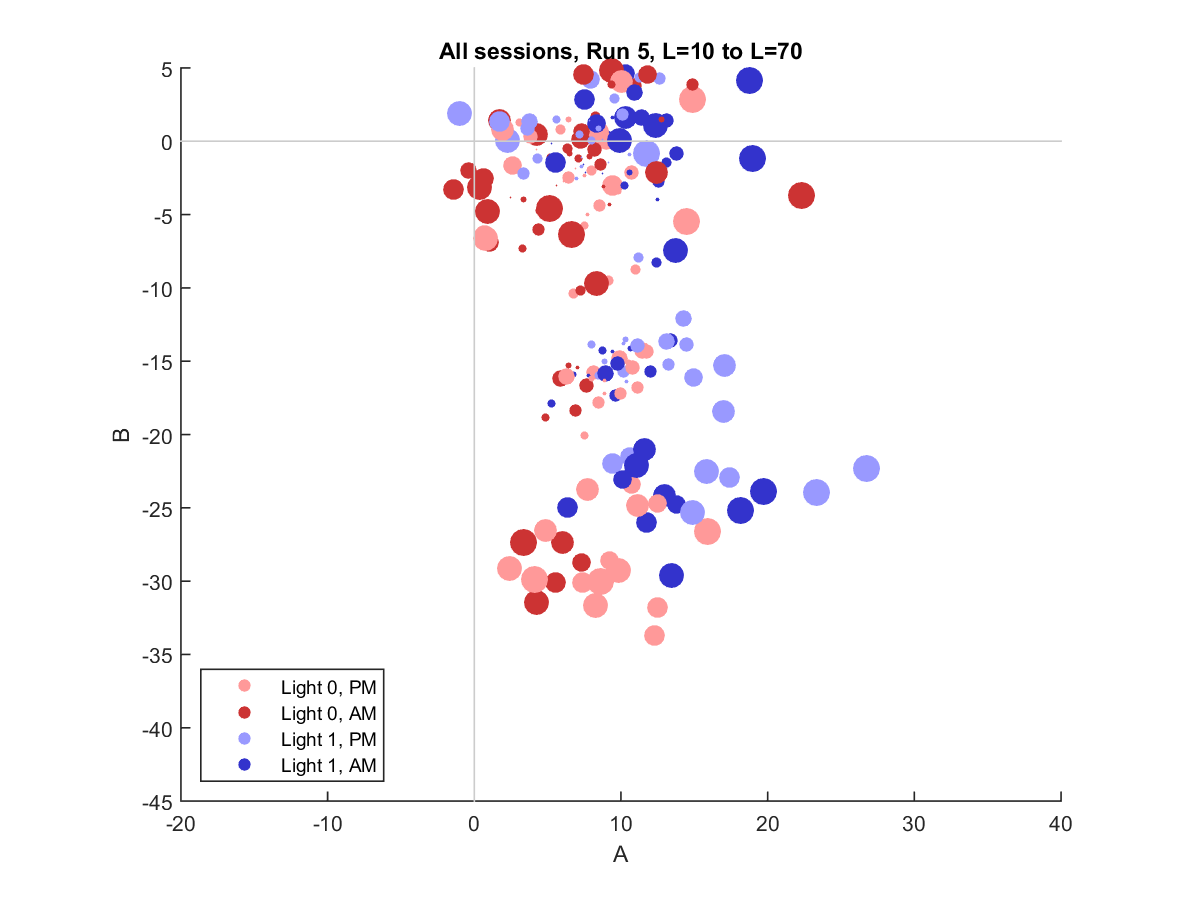 All sessions, Run 5, L=10 to L=70
5
0
-5
-10
-15
-20
-25
-30
-35
-40
-45
B
Light 0, PM
Light 0, AM
Light 1, PM
Light 1, AM
-20 -10 0 10 20 30 40
A